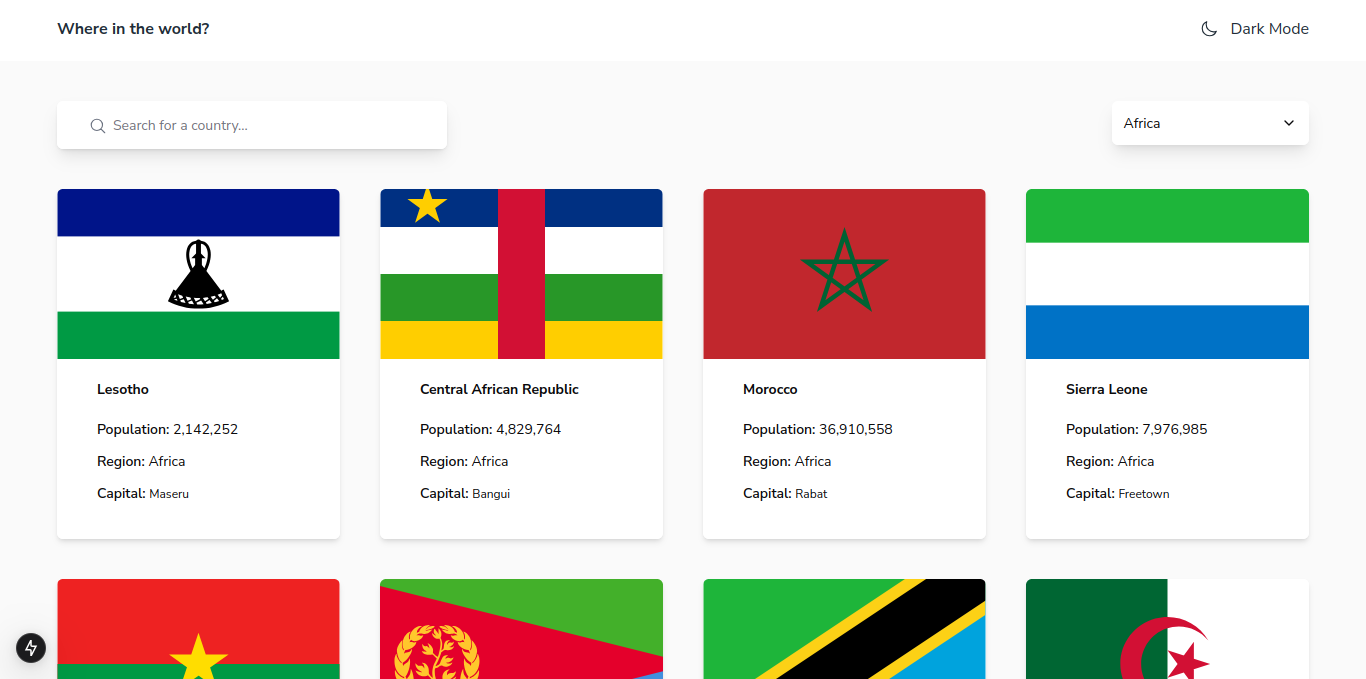 Where in the world?
Dark Mode
Search for a country...
Africa
Lesotho
Population: 2,142,252
Region: Africa
Capital: Maseru
Central African Republic
Population: 4,829,764
Region: Africa
Capital: Bangui
Morocco
Population: 36,910,558
Region: Africa
Capital: Rabat
Sierra Leone
Population: 7,976,985
Region: Africa
Capital: Freetown